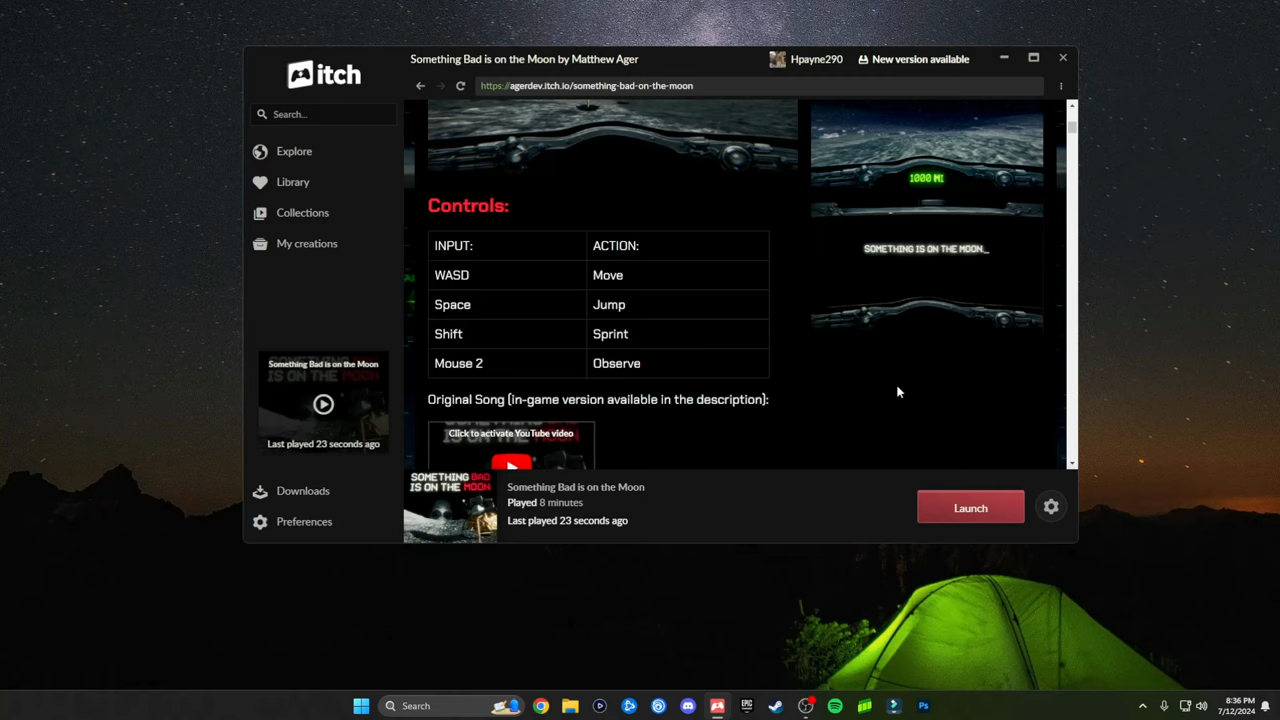 itch
Something Bad is on the Moon by Matthew Ager
Hpayne290
New version available
https://agerdev.itch.io/something-bad-on-the-moon
Search...
Explore
Library
Collections
My creations
Something Bad is on the Moon
Last played 23 seconds ago
Downloads
Preferences
Controls:
INPUT: ACTION:
WASD Move
Space Jump
Shift Sprint
Mouse 2 Observe
Original Song (in-game version available in the description):
Click to activate YouTube video
1000 MI
SOMETHING IS ON THE MOON._
SOMETHING BAD
IS ON THE MOON
Something Bad is on the Moon
Played 8 minutes
Last played 23 seconds ago
Launch
Search
EPIC
Ps
8:36 PM
7/12/2024